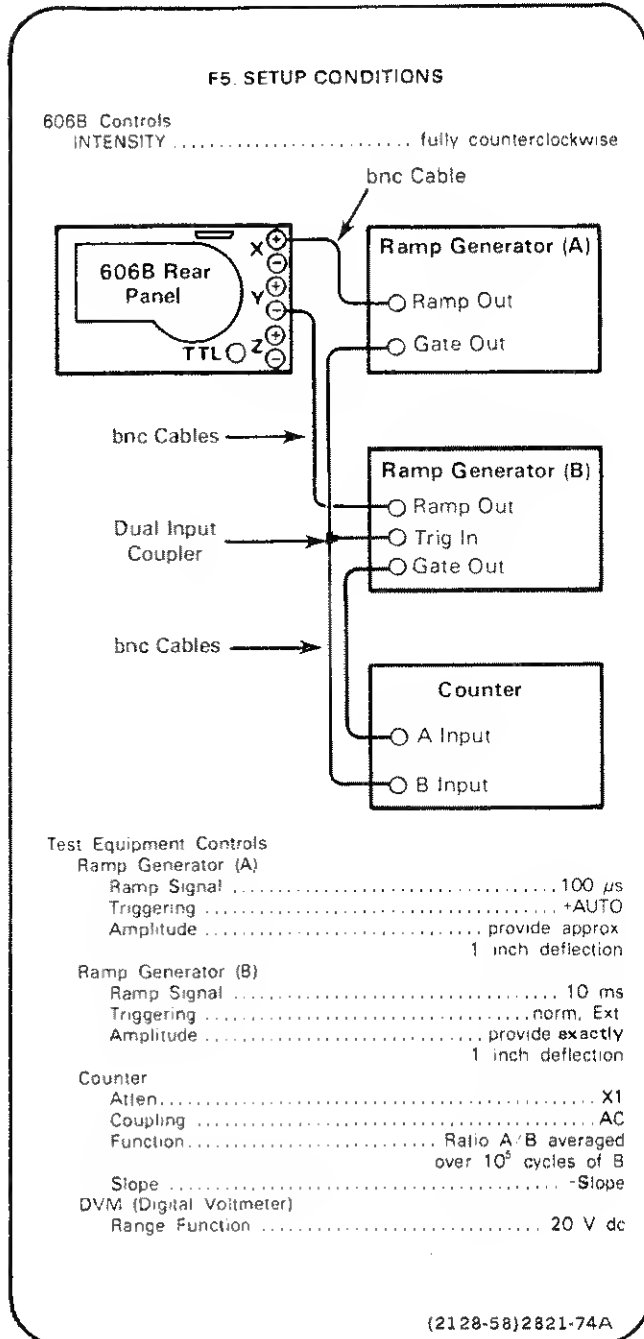 F5. SETUP CONDITIONS
606B Controls
INTENSITY .......................... fully counterclockwise
bnc Cable
606B Rear
Panel
X
Y
Z
TTL
Ramp Generator (A)
Ramp Out
Gate Out
bnc Cables
Ramp Generator (B)
Ramp Out
Trig In
Gate Out
Dual Input
Coupler
bnc Cables
Counter
A Input
B Input
Test Equipment Controls
Ramp Generator (A)
Ramp Signal .................................... 100 µs
Triggering ..................................... +AUTO
Amplitude .............................. provide approx
1 inch deflection
Ramp Generator (B)
Ramp Signal .................................... 10 ms
Triggering .................................. norm, Ext
Amplitude .............................. provide exactly
1 inch deflection
Counter
Atten........................................... X1
Coupling ....................................... AC
Function........................... Ratio A/B averaged
over 10⁵ cycles of B
Slope ...................................... -Slope
DVM (Digital Voltmeter)
Range Function .............................. 20 V dc
(2128-58)2821-74A